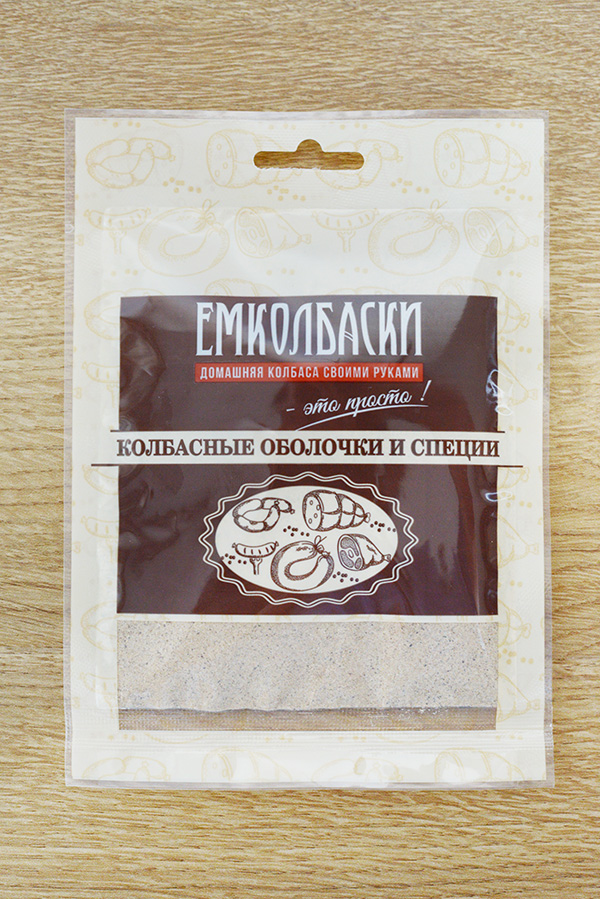 ЕМКОЛБАСКИ
ДОМАШНЯЯ КОЛБАСА СВОИМИ РУКАМИ
- это просто !
КОЛБАСНЫЕ ОБОЛОЧКИ И СПЕЦИИ